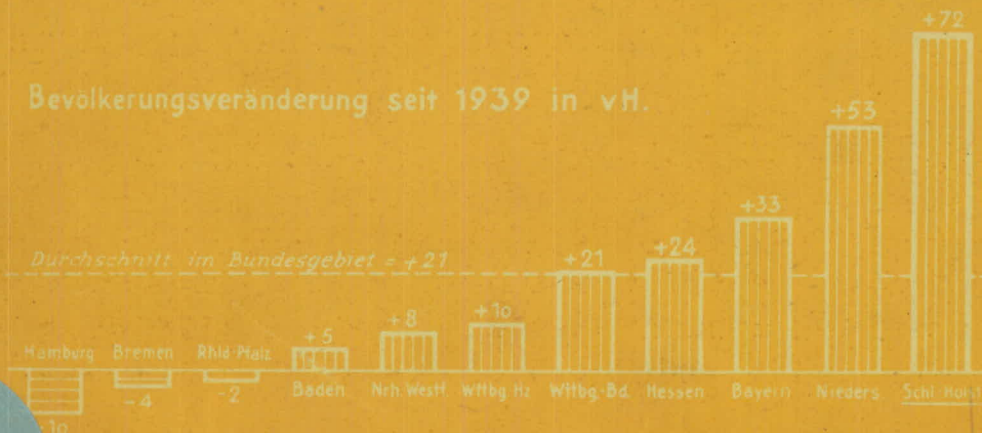 +72
Bevölkerungsveränderung seit 1939 in vH.
+53
+33
Durchschnitt im Bundesgebiet = +21
+21
+24
+5
+8
+10
Hamburg Bremen Rhld-Pfalz
Baden Nrh.Westf. Wttbg.Hz Wttbg.-Bd. Hessen Bayern Nieders Schl-Holst
-4
-2
10